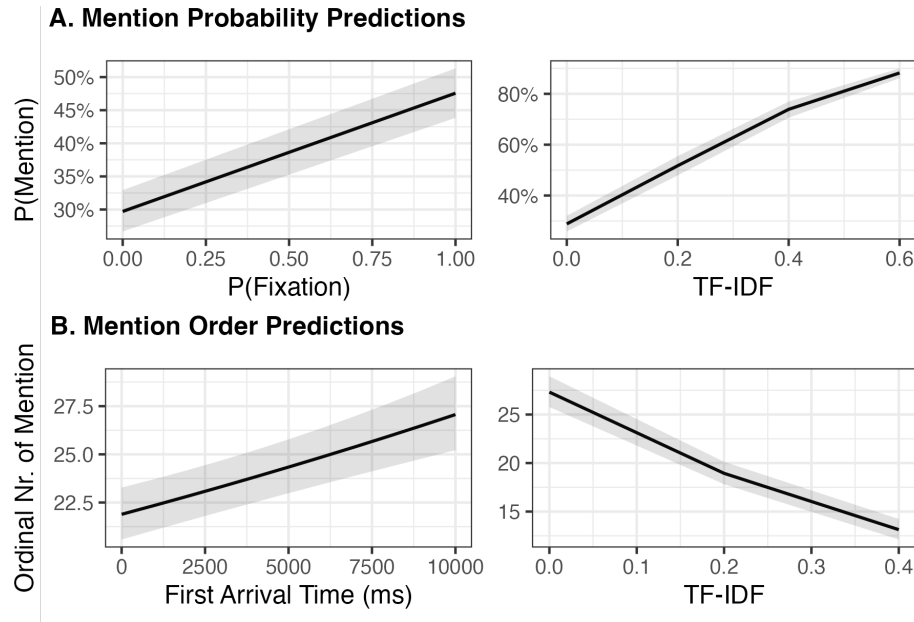 A. Mention Probability Predictions
P(Mention)
50%
45%
40%
35%
30%
0.00 0.25 0.50 0.75 1.00
P(Fixation)
80%
60%
40%
0.0 0.2 0.4 0.6
TF-IDF
B. Mention Order Predictions
Ordinal Nr. of Mention
27.5
25.0
22.5
0 2500 5000 7500 10000
First Arrival Time (ms)
25
20
15
0.0 0.1 0.2 0.3 0.4
TF-IDF